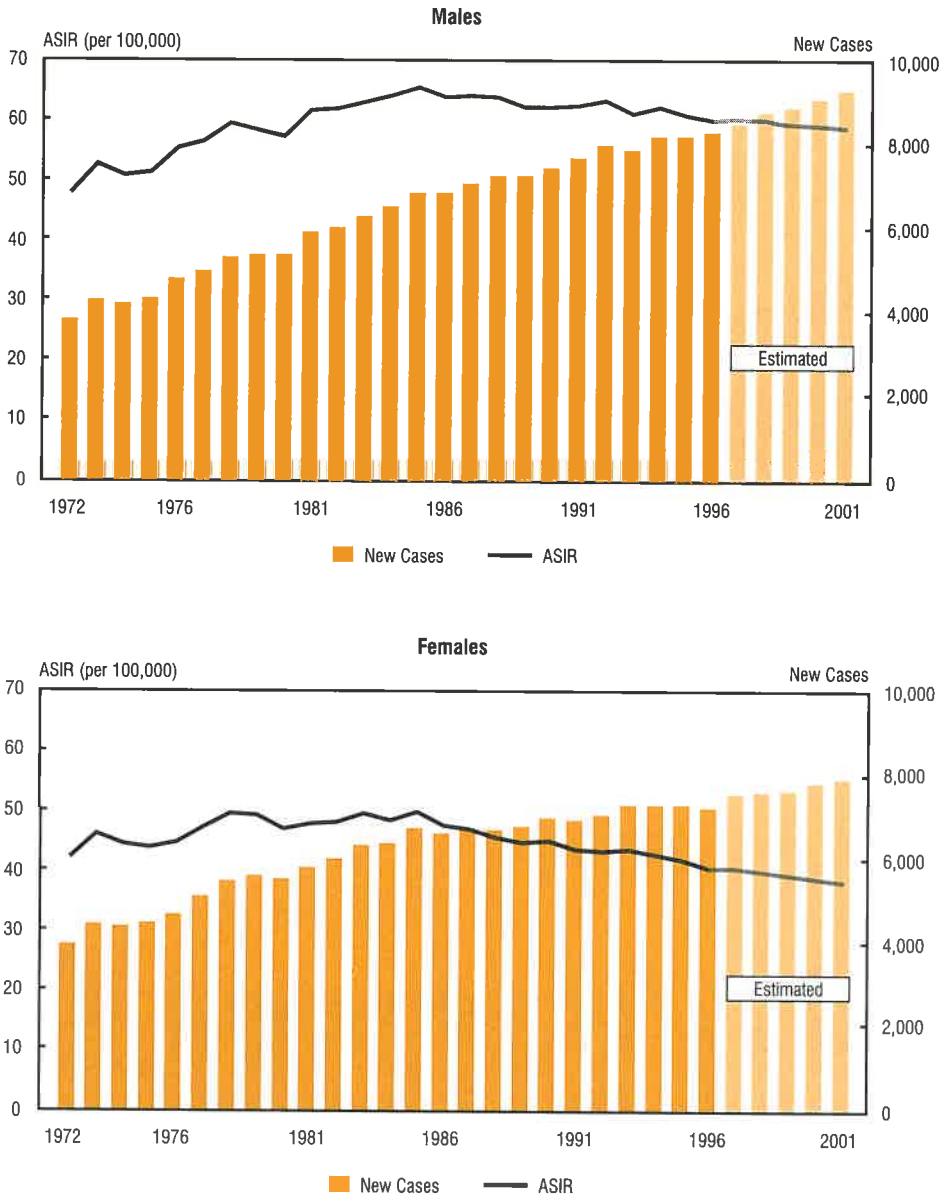 Males
ASIR (per 100,000) New Cases
70 10,000
60 8,000
50
40 6,000
30 4,000
20 Estimated
10 2,000
0 0
1972 1976 1981 1986 1991 1996 2001
New Cases ASIR
Females
ASIR (per 100,000) New Cases
70 10,000
60
50 8,000
40 6,000
30 4,000
20 Estimated
10 2,000
0 0
1972 1976 1981 1986 1991 1996 2001
New Cases ASIR